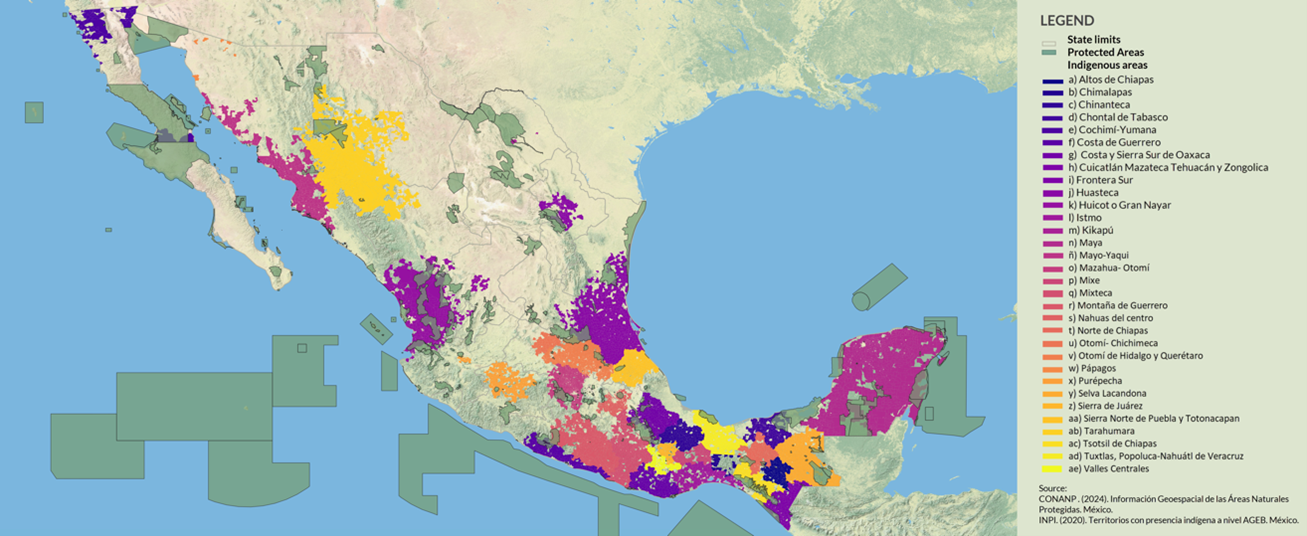 LEGEND
State limits
Protected Areas
Indigenous areas
a) Altos de Chiapas
b) Chimalapas
c) Chinanteca
d) Chontal de Tabasco
e) Cochimí-Yumana
f) Costa de Guerrero
g) Costa y Sierra Sur de Oaxaca
h) Cuicatlán Mazateca Tehuacán y Zongolica
i) Frontera Sur
j) Huasteca
k) Huicot o Gran Nayar
l) Istmo
m) Kikapú
n) Maya
ñ) Mayo-Yaqui
o) Mazahua- Otomí
p) Mixe
q) Mixteca
r) Montaña de Guerrero
s) Nahuas del centro
t) Norte de Chiapas
u) Otomí- Chichimeca
v) Otomí de Hidalgo y Querétaro
w) Pápagos
x) Purépecha
y) Selva Lacandona
z) Sierra de Juárez
aa) Sierra Norte de Puebla y Totonacapan
ab) Tarahumara
ac) Tsotsil de Chiapas
ad) Tuxtlas, Popoluca-Nahuátl de Veracruz
ae) Valles Centrales
Source:
CONANP . (2024). Información Geoespacial de las Áreas Naturales
Protegidas. México.
INPI. (2020). Territorios con presencia indígena a nivel AGEB. México.